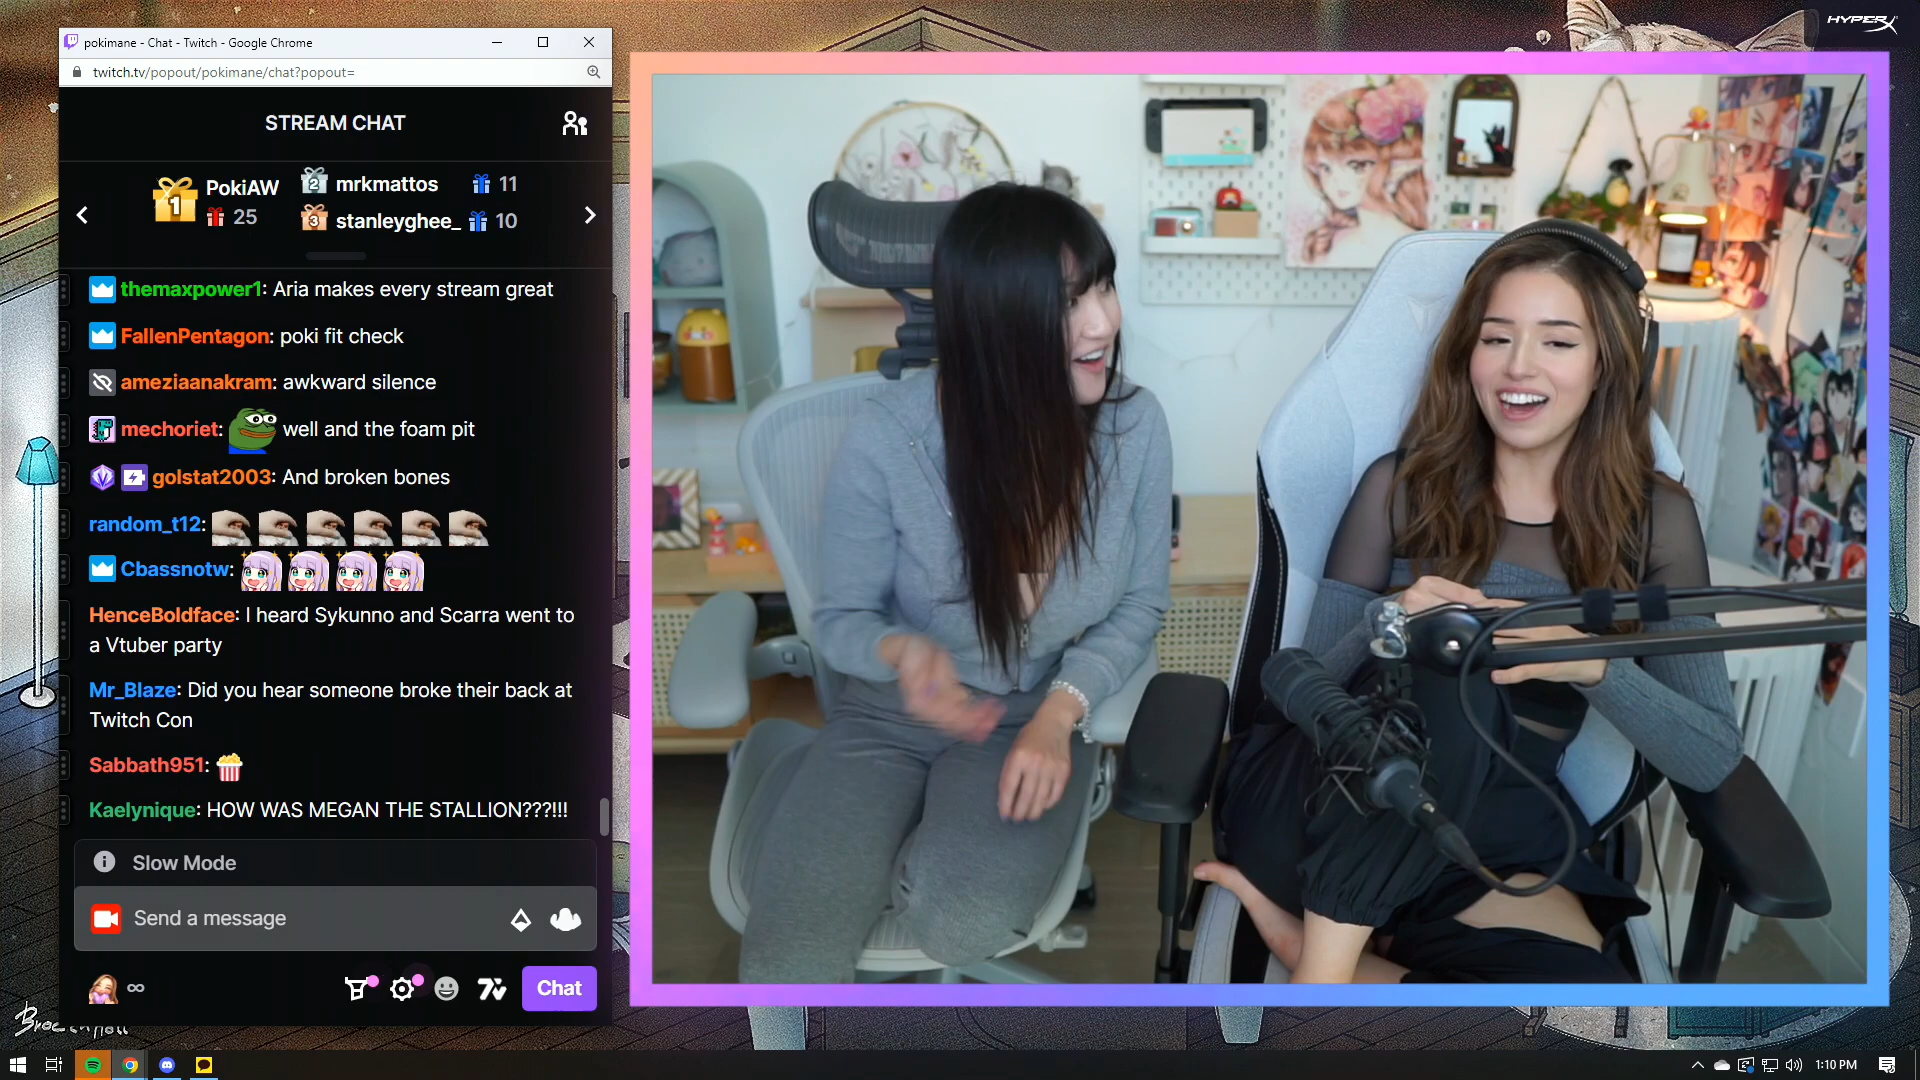 HYPERX
pokimane - Chat - Twitch - Google Chrome
twitch.tv/popout/pokimane/chat?popout=
STREAM CHAT
1
PokiAW
25
2
mrkmattos
11
3
stanleyghee_
10
themaxpower1: Aria makes every stream great
FallenPentagon: poki fit check
ameziaanakram: awkward silence
mechoriet: well and the foam pit
golstat2003: And broken bones
random_t12:
Cbassnotw:
HenceBoldface: I heard Sykunno and Scarra went to
a Vtuber party
Mr_Blaze: Did you hear someone broke their back at
Twitch Con
Sabbath951:
Kaelynique: HOW WAS MEGAN THE STALLION???!!!
Slow Mode
Send a message
∞
Chat
1:10 PM